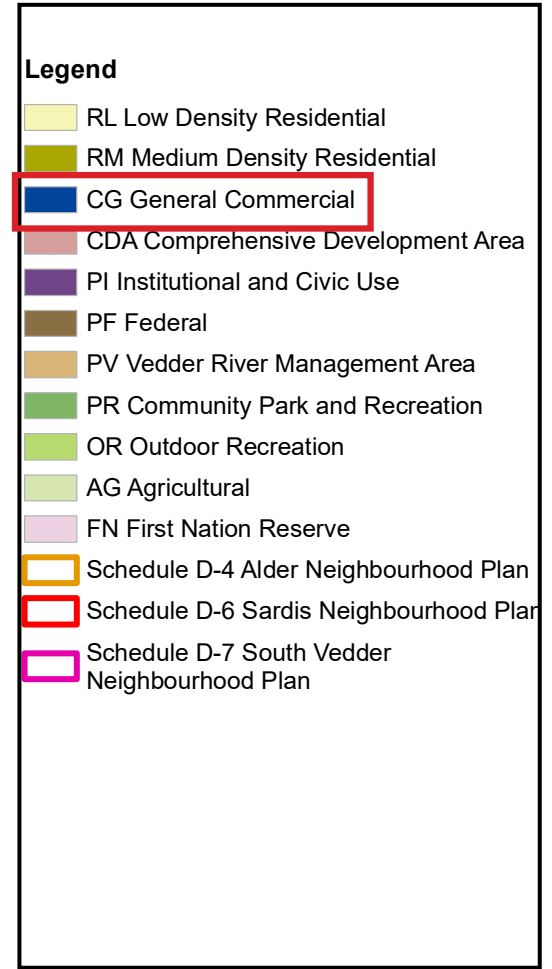 Legend
RL Low Density Residential
RM Medium Density Residential
CG General Commercial
CDA Comprehensive Development Area
PI Institutional and Civic Use
PF Federal
PV Vedder River Management Area
PR Community Park and Recreation
OR Outdoor Recreation
AG Agricultural
FN First Nation Reserve
Schedule D-4 Alder Neighbourhood Plan
Schedule D-6 Sardis Neighbourhood Plan
Schedule D-7 South Vedder
Neighbourhood Plan